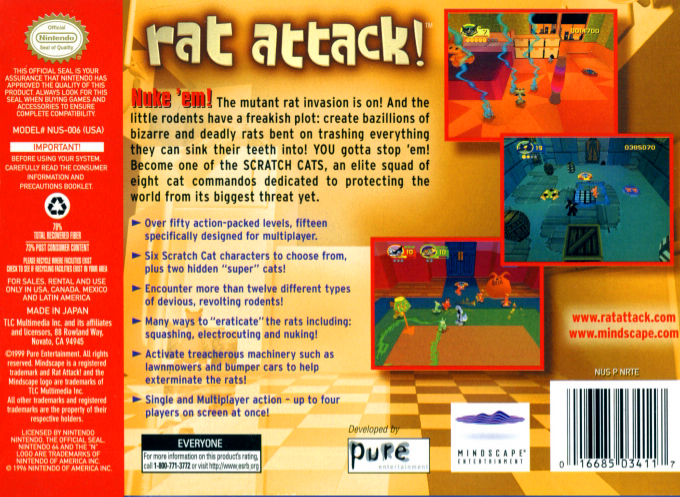 Official
Nintendo
Seal of Quality
THIS OFFICIAL SEAL IS YOUR
ASSURANCE THAT NINTENDO HAS
APPROVED THE QUALITY OF THIS
PRODUCT. ALWAYS LOOK FOR THIS
SEAL WHEN BUYING GAMES AND
ACCESSORIES TO ENSURE
COMPLETE COMPATIBILITY.
MODEL# NUS-006 (USA)
IMPORTANT!
BEFORE USING YOUR SYSTEM,
CAREFULLY READ THE CONSUMER
INFORMATION AND
PRECAUTIONS BOOKLET.
70%
TOTAL RECOVERED FIBER
73% POST CONSUMER CONTENT
PLEASE RECYCLE WHERE FACILITIES EXIST
CHECK TO SEE IF RECYCLING FACILITIES EXIST IN YOUR AREA
FOR SALES, RENTAL AND USE
ONLY IN USA, CANADA, MEXICO
AND LATIN AMERICA
MADE IN JAPAN
TLC Multimedia Inc. and its affiliates
and licensors, 88 Rowland Way,
Novato, CA 94945
©1999 Pure Entertainment. All rights
reserved. Mindscape is a registered
trademark and Rat Attack! and the
Mindscape logo are trademarks of
TLC Multimedia Inc.
All other trademarks and registered
trademarks are the property of their
respective holders.
LICENSED BY NINTENDO
NINTENDO, THE OFFICIAL SEAL,
NINTENDO 64 AND THE "N"
LOGO ARE TRADEMARKS OF
NINTENDO OF AMERICA INC.
© 1996 NINTENDO OF AMERICA INC.
rat attack!™
Nuke 'em! The mutant rat invasion is on! And the
little rodents have a freakish plot: create bazillions of
bizarre and deadly rats bent on trashing everything
they can sink their teeth into! YOU gotta stop 'em!
Become one of the SCRATCH CATS, an elite squad of
eight cat commandos dedicated to protecting the
world from its biggest threat yet.
► Over fifty action-packed levels, fifteen
specifically designed for multiplayer.
► Six Scratch Cat characters to choose from,
plus two hidden "super" cats!
► Encounter more than twelve different types
of devious, revolting rodents!
► Many ways to "eraticate" the rats including:
squashing, electrocuting and nuking!
► Activate treacherous machinery such as
lawnmowers and bumper cars to help
exterminate the rats!
► Single and Multiplayer action – up to four
players on screen at once!
7
0014700
19
0385070
10
10
www.ratattack.com
www.mindscape.com
NUS P NRTE
EVERYONE
For more information on this product's rating,
call 1-800-771-3772 or visit http://www.esrb.org
Developed by
pure
entertainment
MINDSCAPE®
ENTERTAINMENT
0 16685 03411 7